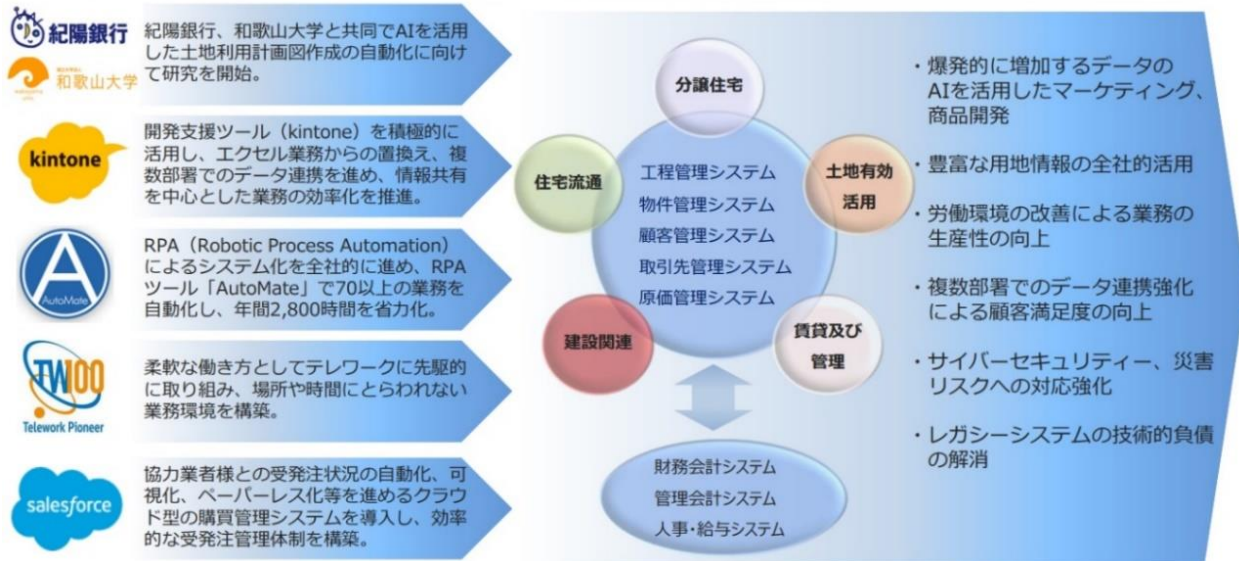 紀陽銀行
和歌山大学
紀陽銀行、和歌山大学と共同でAIを活用
した土地利用計画図作成の自動化に向け
て研究を開始。
kintone
開発支援ツール（kintone）を積極的に
活用し、エクセル業務からの置換え、複
数部署でのデータ連携を進め、情報共有
を中心とした業務の効率化を推進。
A
AutoMate
RPA（Robotic Process Automation）
によるシステム化を全社的に進め、RPA
ツール「AutoMate」で70以上の業務を
自動化し、年間2,800時間を省力化。
TW100
Telework Pioneer
柔軟な働き方としてテレワークに先駆的
に取り組み、場所や時間にとらわれない
業務環境を構築。
salesforce
協力業者様との受発注状況の自動化、可
視化、ペーパーレス化等を進めるクラウ
ド型の購買管理システムを導入し、効率
的な受発注管理体制を構築。
分譲住宅
住宅流通
土地有効
活用
建設関連
賃貸及び
管理
工程管理システム
物件管理システム
顧客管理システム
取引先管理システム
原価管理システム
財務会計システム
管理会計システム
人事・給与システム
・爆発的に増加するデータの
AIを活用したマーケティング、
商品開発
・豊富な用地情報の全社的活用
・労働環境の改善による業務の
生産性の向上
・複数部署でのデータ連携強化
による顧客満足度の向上
・サイバーセキュリティー、災害
リスクへの対応強化
・レガシーシステムの技術的負債
の解消